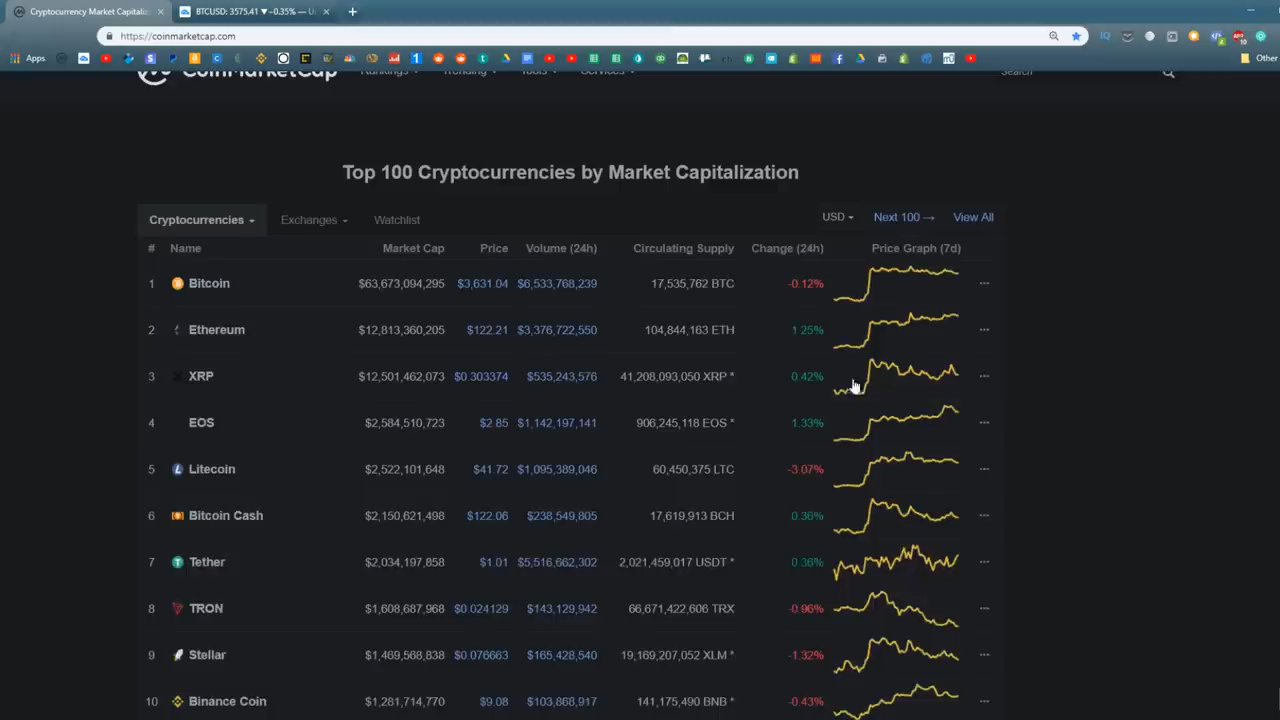 Cryptocurrency Market Capitaliz
BTCUSD: 3575.41 ▼−0.35% — U
https://coinmarketcap.com
Apps
Other
CoinMarketCap
Rankings
Trending
Tools
Services
Search
Top 100 Cryptocurrencies by Market Capitalization
Cryptocurrencies Exchanges Watchlist USD Next 100 → View All
# Name Market Cap Price Volume (24h) Circulating Supply Change (24h) Price Graph (7d)
1 Bitcoin $63,673,094,295 $3,631.04 $6,533,768,239 17,535,762 BTC -0.12%
2 Ethereum $12,813,360,205 $122.21 $3,376,722,550 104,844,163 ETH 1.25%
3 XRP $12,501,462,073 $0.303374 $535,243,576 41,208,093,050 XRP * 0.42%
4 EOS $2,584,510,723 $2.85 $1,142,197,141 906,245,118 EOS * 1.33%
5 Litecoin $2,522,101,648 $41.72 $1,095,389,046 60,450,375 LTC -3.07%
6 Bitcoin Cash $2,150,621,498 $122.06 $238,549,805 17,619,913 BCH 0.36%
7 Tether $2,034,197,858 $1.01 $5,516,662,302 2,021,459,017 USDT * 0.36%
8 TRON $1,608,687,968 $0.024129 $143,129,942 66,671,422,606 TRX -0.96%
9 Stellar $1,469,568,838 $0.076663 $165,428,540 19,169,207,052 XLM * -1.32%
10 Binance Coin $1,281,714,770 $9.08 $103,868,917 141,175,490 BNB * -0.43%